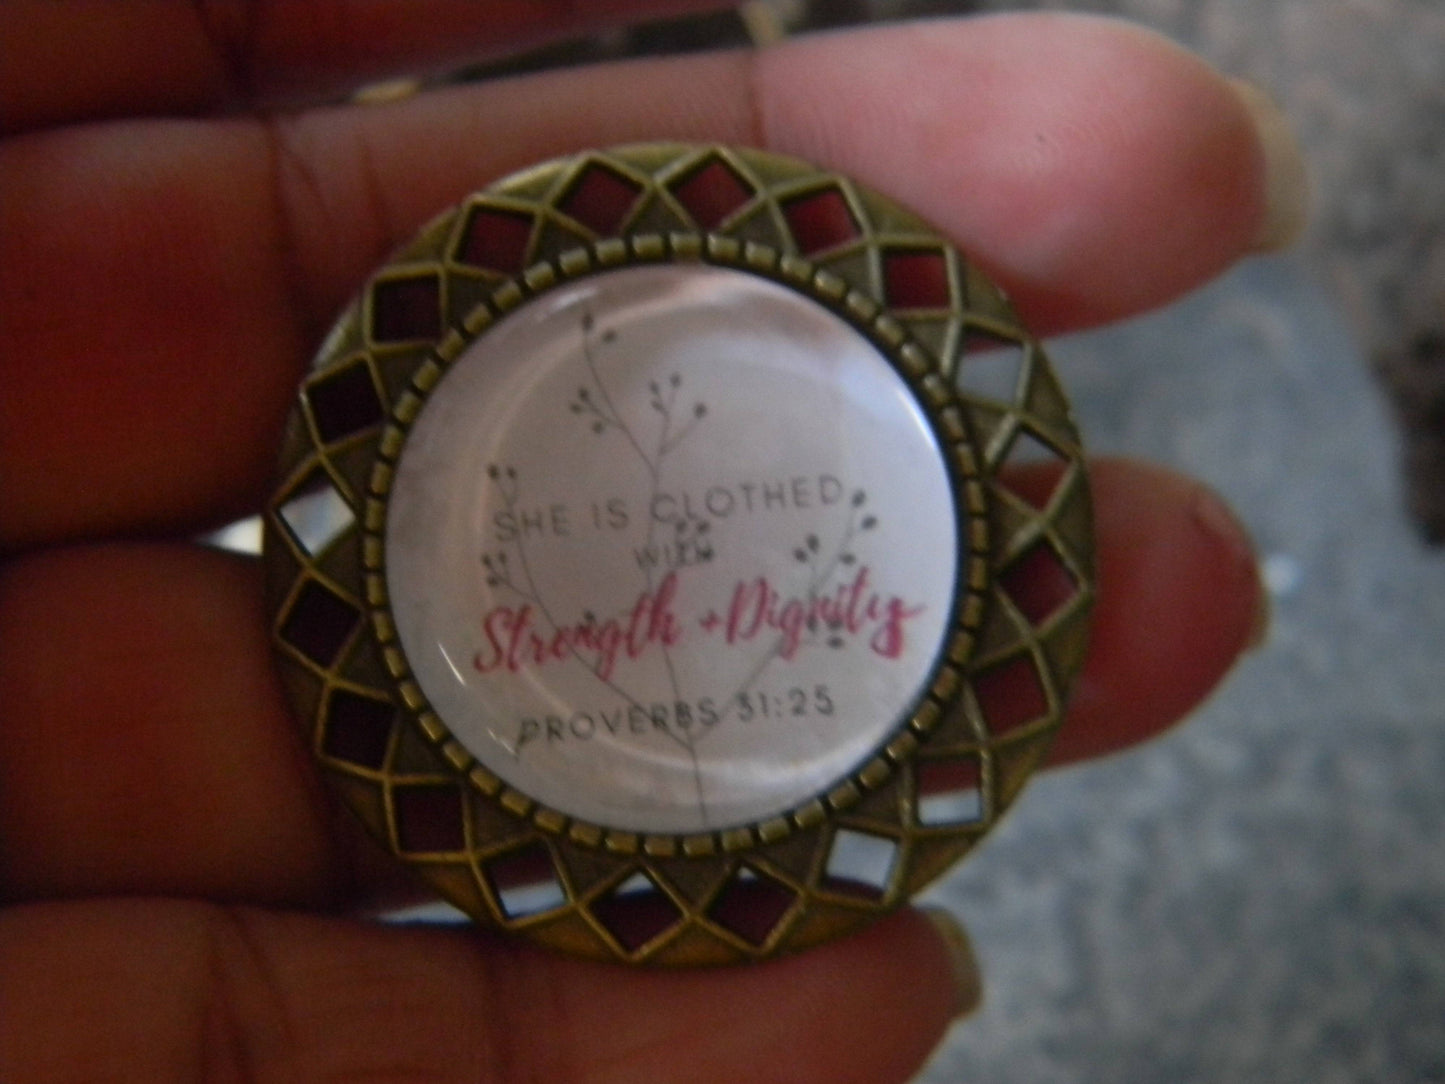 SHE IS CLOTHED
WITH
Strength + Dignity
PROVERBS 31:25